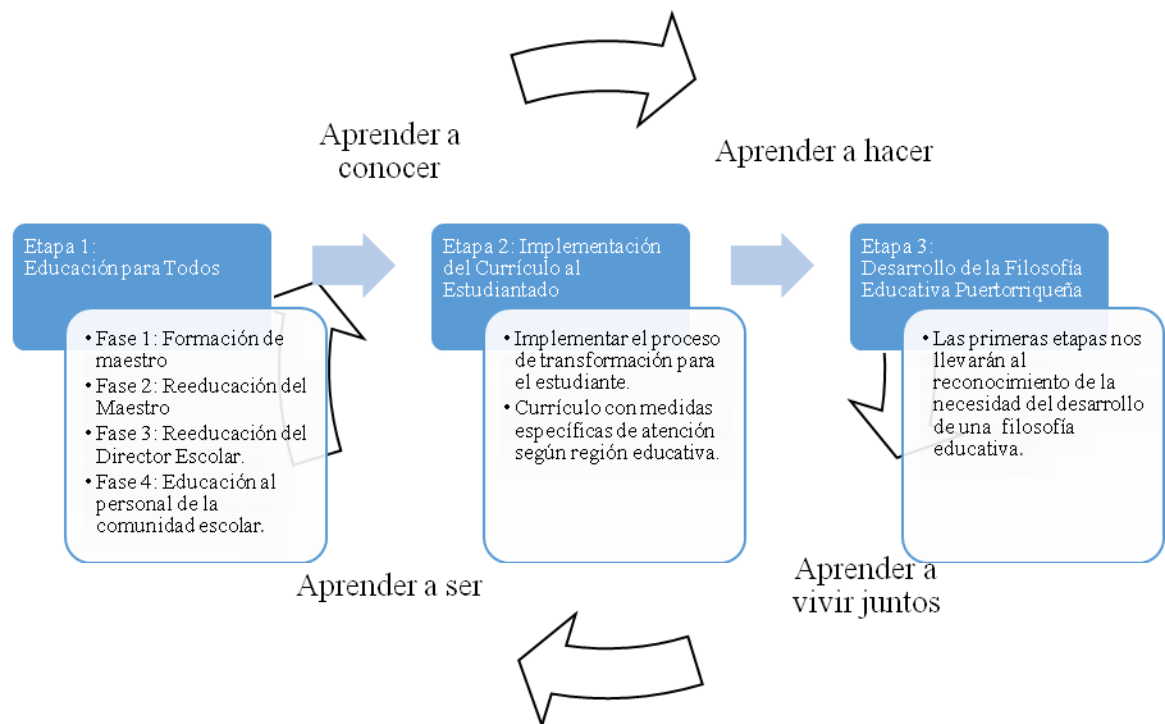 Aprender a
conocer
Aprender a hacer
Etapa 1:
Educación para Todos
• Fase 1: Formación de
maestro
• Fase 2: Reeducación del
Maestro
• Fase 3: Reeducación del
Director Escolar.
• Fase 4: Educación al
personal de la
comunidad escolar.
Etapa 2: Implementación
del Currículo al
Estudiantado
• Implementar el proceso
de transformación para
el estudiante.
• Currículo con medidas
específicas de atención
según región educativa.
Etapa 3:
Desarrollo de la Filosofía
Educativa Puertorriqueña
• Las primeras etapas nos
llevarán al
reconocimiento de la
necesidad del desarrollo
de una filosofía
educativa.
Aprender a ser
Aprender a
vivir juntos